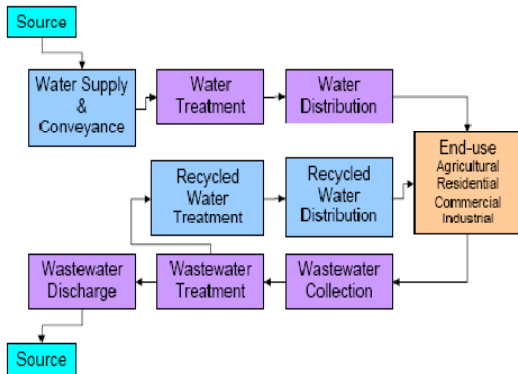 Source
Water Supply
&
Conveyance
Water
Treatment
Water
Distribution
End-use
Agricultural
Residential
Commercial
Industrial
Recycled
Water
Treatment
Recycled
Water
Distribution
Wastewater
Discharge
Wastewater
Treatment
Wastewater
Collection
Source